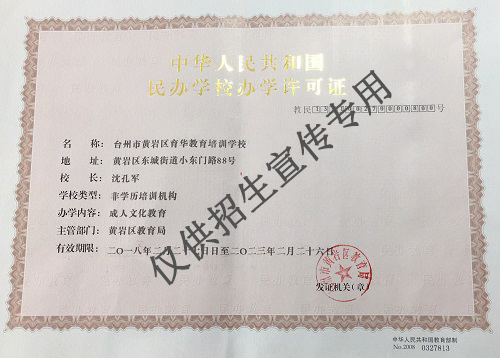 中华人民共和国
民办学校办学许可证
教民
号
名 称: 台州市黄岩区育华教育培训学校
地 址: 黄岩区东城街道小东门路88号
校 长: 沈孔军
学校类型: 非学历培训机构
办学内容: 成人文化教育
主管部门: 黄岩区教育局
有效期限: 二〇一八年二月二十 日至二〇二三年二月二十六日
发证机关(章)
中华人民共和国教育部制
No.2008 0327813
仅供招生宣传专用